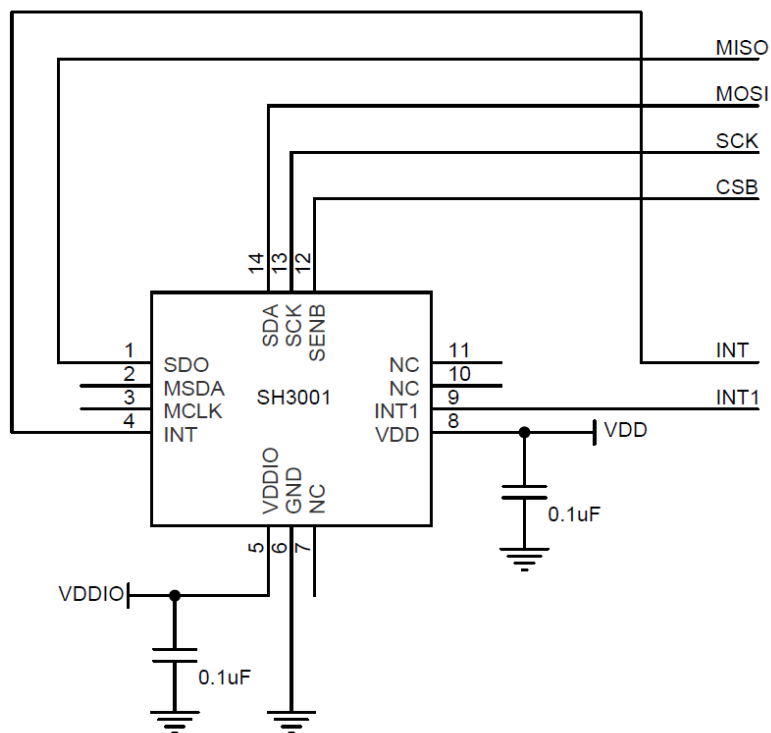 MISO
MOSI
SCK
CSB
14
13
12
SDA
SCK
SENB
1
SDO
NC
11
INT
2
MSDA
NC
10
3
MCLK
SH3001
INT1
9
INT1
4
INT
VDD
8
VDD
VDDIO
GND
NC
0.1uF
5
6
7
VDDIO
0.1uF